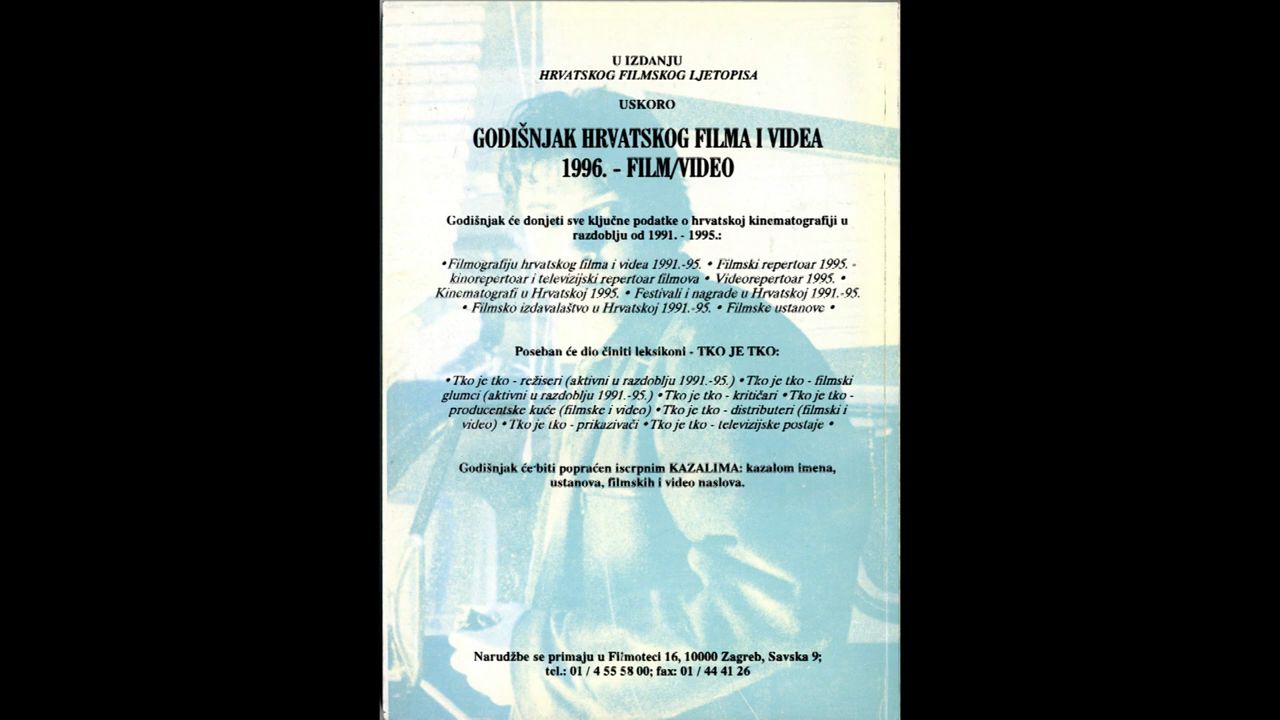 U IZDANJU
HRVATSKOG FILMSKOG LJETOPISA
USKORO
GODIŠNJAK HRVATSKOG FILMA I VIDEA
1996. - FILM/VIDEO
Godišnjak će donjeti sve ključne podatke o hrvatskoj kinematografiji u
razdoblju od 1991. - 1995.:
•Filmografiju hrvatskog filma i videa 1991.-95. • Filmski repertoar 1995. -
kinorepertoar i televizijski repertoar filmova • Videorepertoar 1995. •
Kinematografi u Hrvatskoj 1995. • Festivali i nagrade u Hrvatskoj 1991.-95.
• Filmsko izdavalaštvo u Hrvatskoj 1991.-95. • Filmske ustanove •
Poseban će dio činiti leksikoni - TKO JE TKO:
•Tko je tko - režiseri (aktivni u razdoblju 1991.-95.) •Tko je tko - filmski
glumci (aktivni u razdoblju 1991.-95.) •Tko je tko - kritičari •Tko je tko -
producentske kuće (filmske i video) •Tko je tko - distributeri (filmski i
video) •Tko je tko - prikazivači •Tko je tko - televizijske postaje •
Godišnjak će biti popraćen iscrpnim KAZALIMA: kazalom imena,
ustanova, filmskih i video naslova.
Narudžbe se primaju u Filmoteci 16, 10000 Zagreb, Savska 9;
tel.: 01 / 4 55 58 00; fax: 01 / 44 41 26